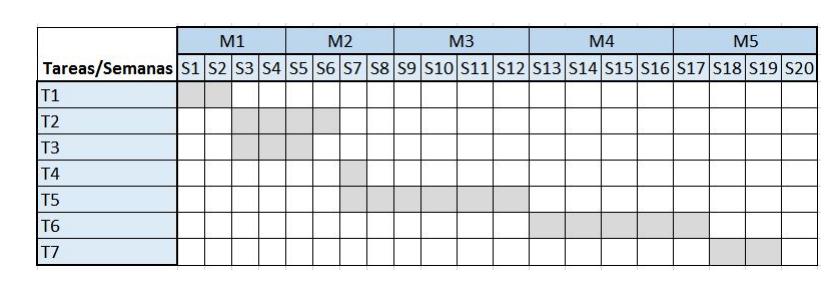 M1 M2 M3 M4 M5
Tareas/Semanas S1 S2 S3 S4 S5 S6 S7 S8 S9 S10 S11 S12 S13 S14 S15 S16 S17 S18 S19 S20
T1
T2
T3
T4
T5
T6
T7